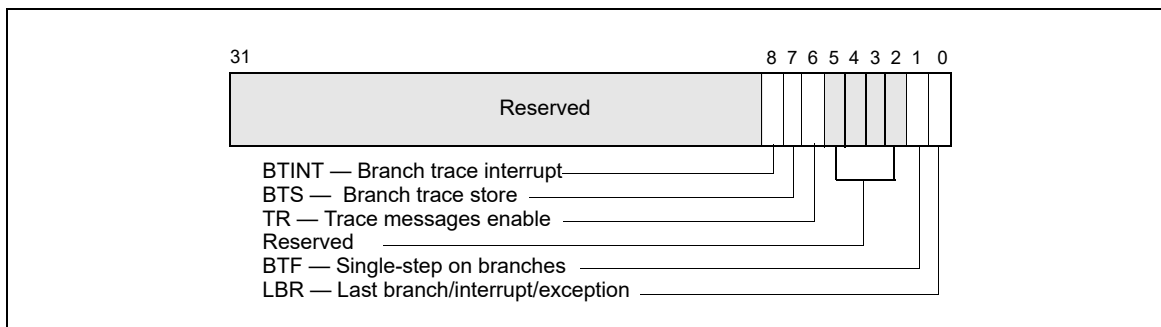 31 8 7 6 5 4 3 2 1 0
Reserved
BTINT — Branch trace interrupt
BTS — Branch trace store
TR — Trace messages enable
Reserved
BTF — Single-step on branches
LBR — Last branch/interrupt/exception